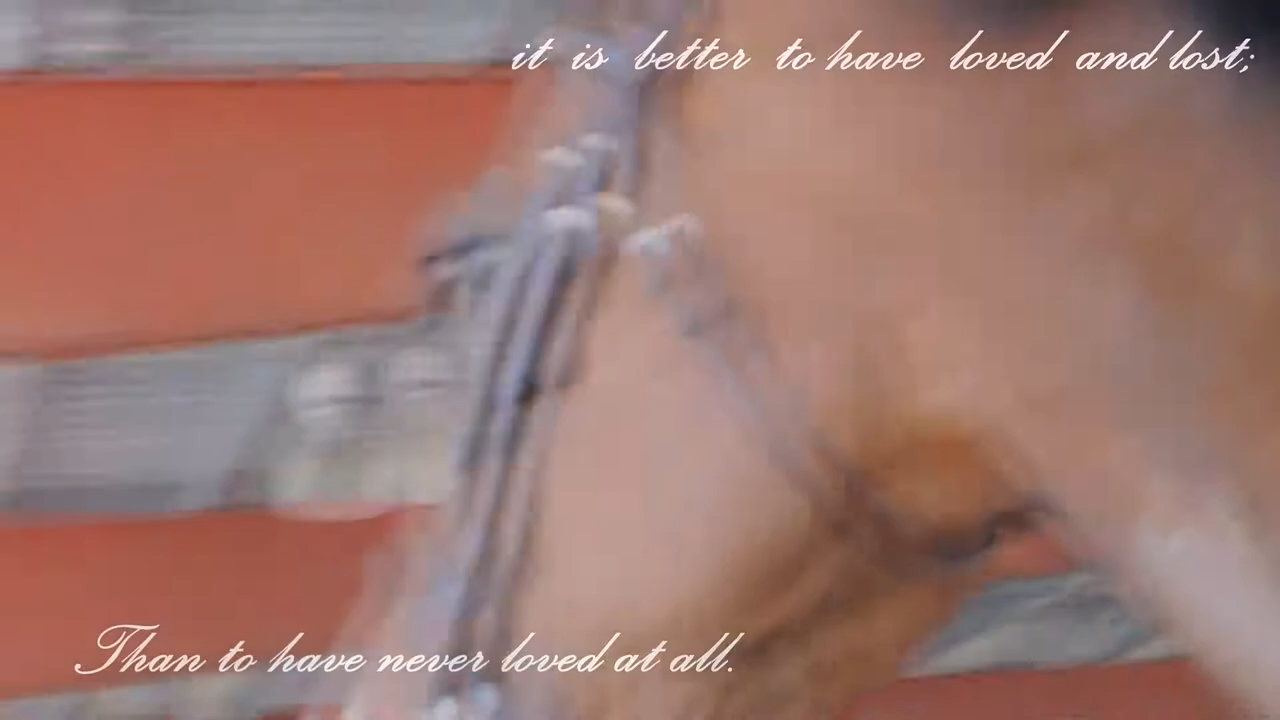 it is better to have loved and lost;
Than to have never loved at all.